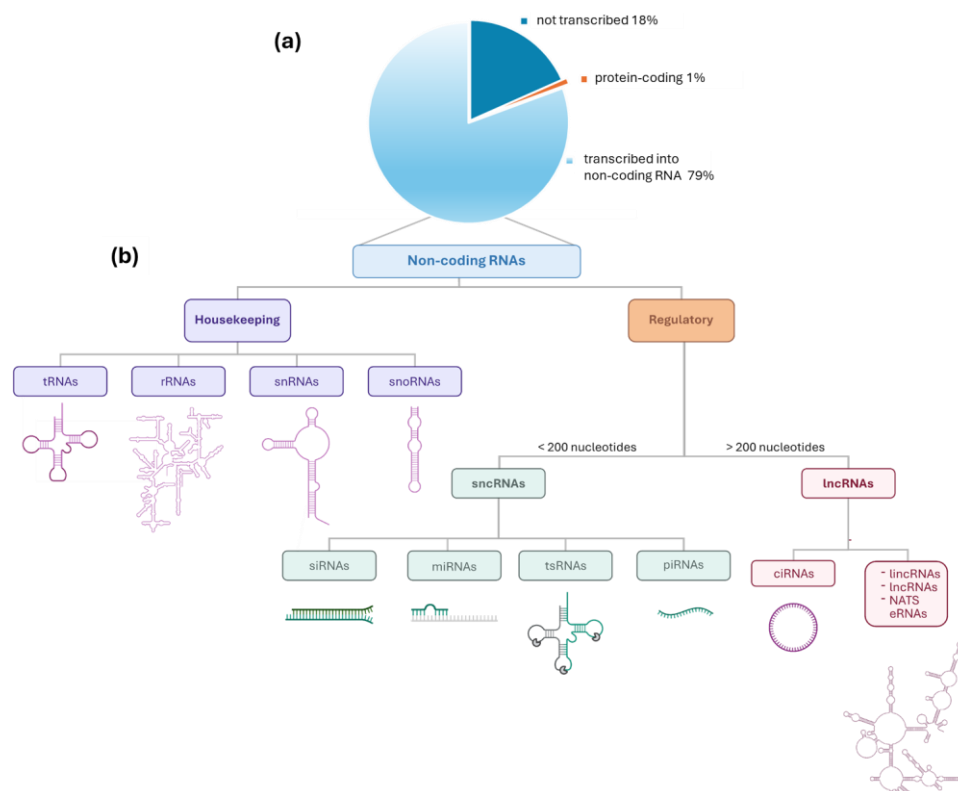 (a)
not transcribed 18%
protein-coding 1%
transcribed into
non-coding RNA 79%
(b)
Non-coding RNAs
Housekeeping
Regulatory
tRNAs
rRNAs
snRNAs
snoRNAs
< 200 nucleotides
> 200 nucleotides
sncRNAs
lncRNAs
siRNAs
miRNAs
tsRNAs
piRNAs
ciRNAs
- lincRNAs
- lncRNAs
- NATS
eRNAs